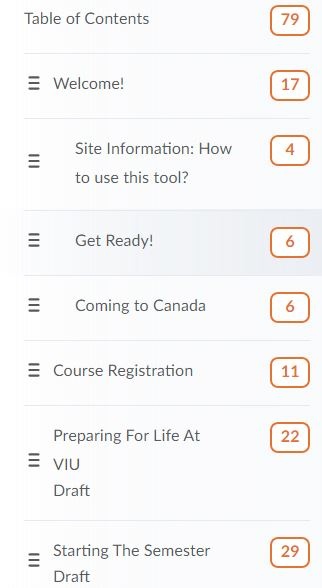 Table of Contents 79
Welcome! 17
Site Information: How 4
to use this tool?
Get Ready! 6
Coming to Canada 6
Course Registration 11
Preparing For Life At 22
VIU
Draft
Starting The Semester 29
Draft